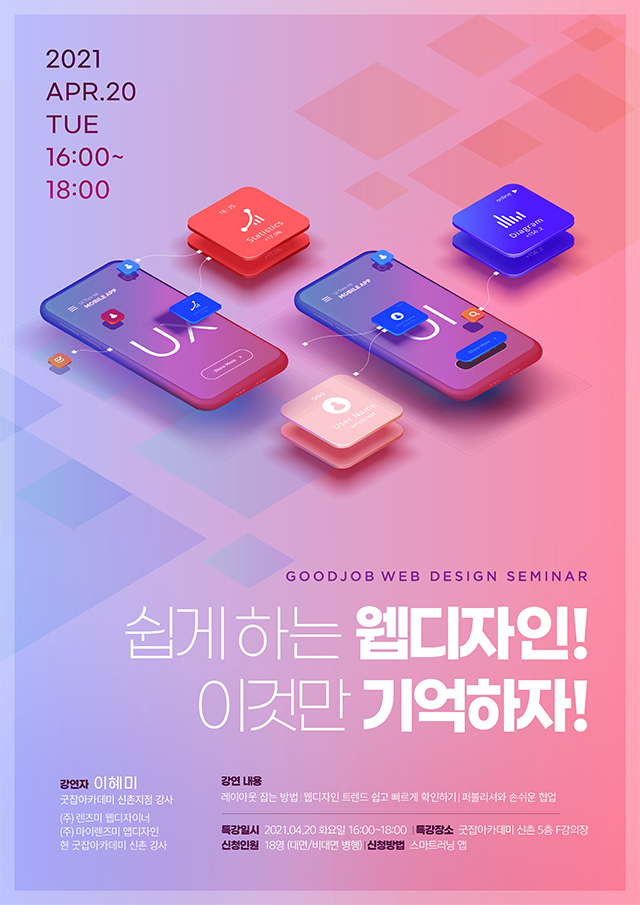 2021
APR.20
TUE
16:00~
18:00
Statistics
online
Diagram
+156.2
MOBILE APP
UX
Show More
MOBILE APP
UI
User Name
GOODJOB WEB DESIGN SEMINAR
쉽게 하는 웹디자인!
이것만 기억하자!
강연자 이혜미
굿잡아카데미 신촌지점 강사
(주) 렌즈미 웹디자이너
(주) 마이렌즈미 앱디자인
현 굿잡아카데미 신촌 강사
강연 내용
레이아웃 잡는 방법 | 웹디자인 트렌드 쉽고 빠르게 확인하기 | 퍼블리셔와 손쉬운 협업
특강일시 2021.04.20 화요일 16:00~18:00 | 특강장소 굿잡아카데미 신촌 5층 F강의장
신청인원 18명 (대면/비대면 병행) | 신청방법 스마트러닝 앱